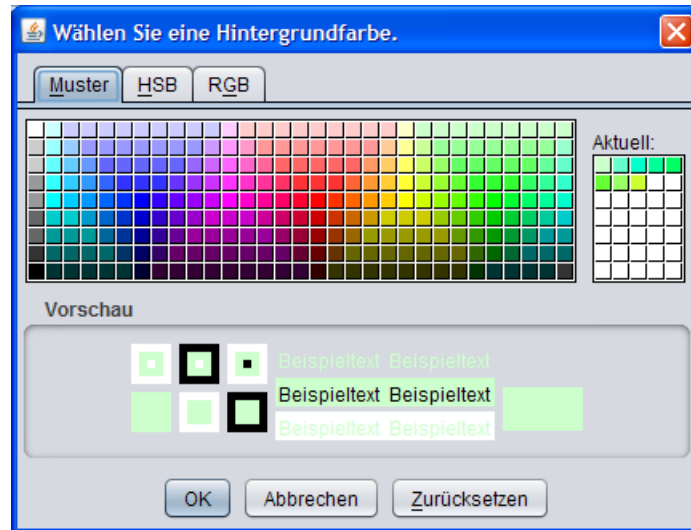 Wählen Sie eine Hintergrundfarbe.
Muster HSB RGB
Aktuell:
Vorschau
Beispieltext Beispieltext
Beispieltext Beispieltext
Beispieltext Beispieltext
OK Abbrechen Zurücksetzen